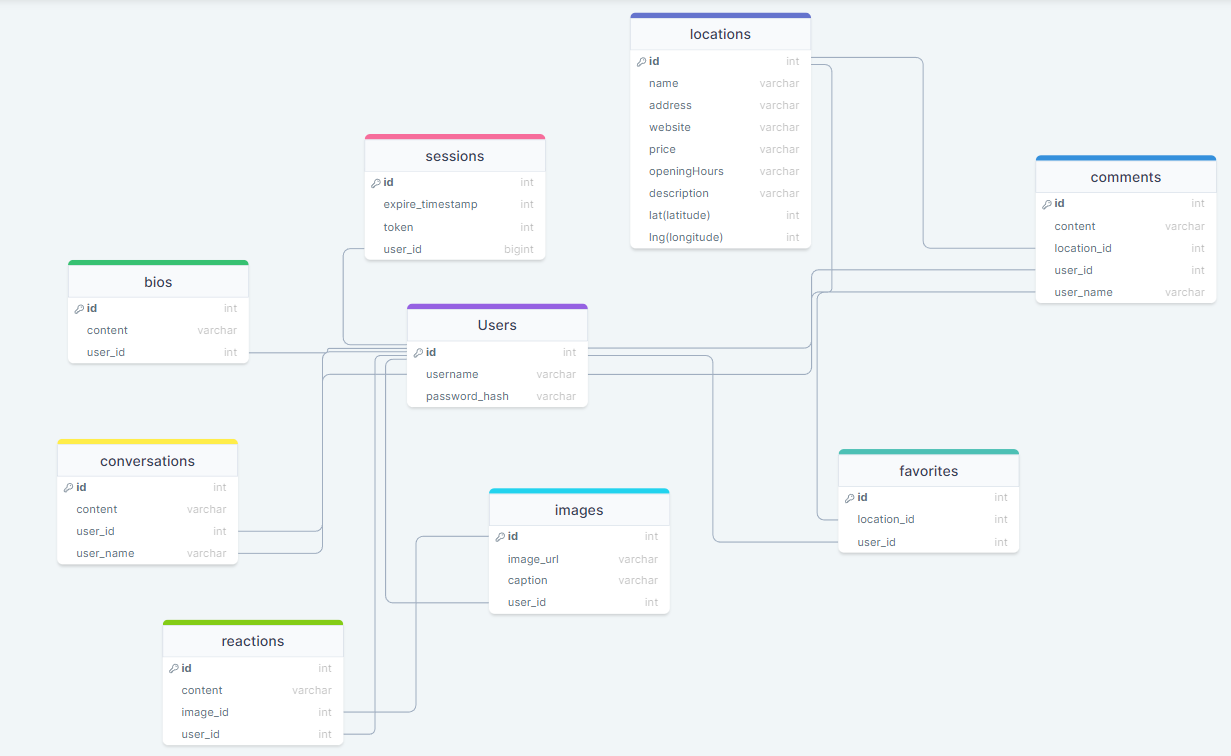 locations
id int
name varchar
address varchar
website varchar
price varchar
openingHours varchar
description varchar
lat(latitude) int
lng(longitude) int
sessions
id int
expire_timestamp int
token int
user_id bigint
comments
id int
content varchar
location_id int
user_id int
user_name varchar
bios
id int
content varchar
user_id int
Users
id int
username varchar
password_hash varchar
conversations
id int
content varchar
user_id int
user_name varchar
favorites
id int
location_id int
user_id int
images
id int
image_url varchar
caption varchar
user_id int
reactions
id int
content varchar
image_id int
user_id int